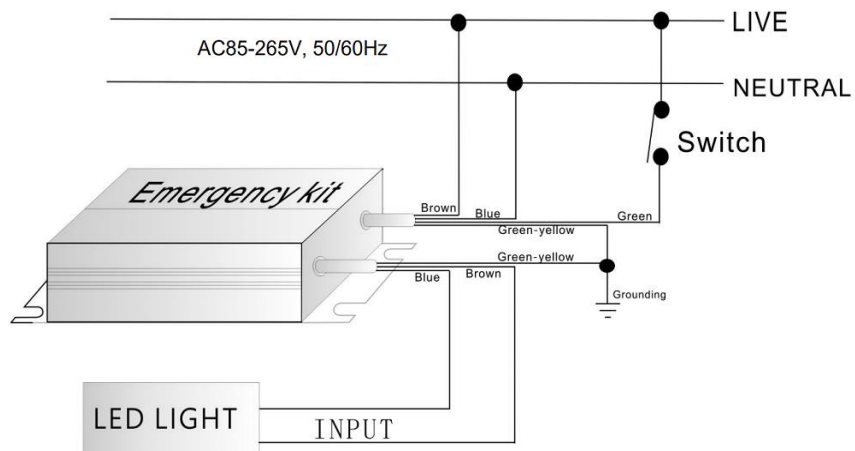 LIVE
AC85-265V, 50/60Hz
NEUTRAL
Switch
Emergency kit
Brown
Blue
Green
Green-yellow
Green-yellow
Blue
Brown
Grounding
LED LIGHT
INPUT